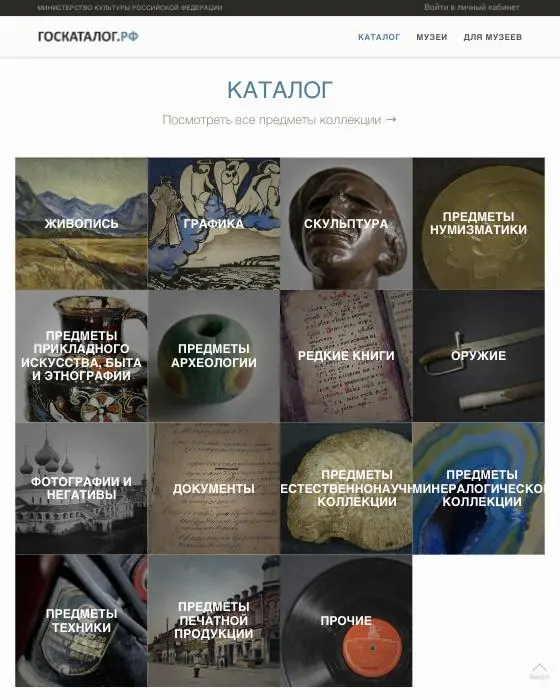 МИНИСТЕРСТВО КУЛЬТУРЫ РОССИЙСКОЙ ФЕДЕРАЦИИ
Войти в личный кабинет
ГОСКАТАЛОГ.РФ
КАТАЛОГ МУЗЕИ ДЛЯ МУЗЕЕВ
КАТАЛОГ
Посмотреть все предметы коллекции →
ЖИВОПИСЬ
ГРАФИКА
СКУЛЬПТУРА
ПРЕДМЕТЫ
НУМИЗМАТИКИ
ПРЕДМЕТЫ
ПРИКЛАДНОГО
ИСКУССТВА, БЫТА
И ЭТНОГРАФИИ
ПРЕДМЕТЫ
АРХЕОЛОГИИ
РЕДКИЕ КНИГИ
ОРУЖИЕ
ФОТОГРАФИИ И
НЕГАТИВЫ
ДОКУМЕНТЫ
ПРЕДМЕТЫ
ЕСТЕСТВЕННОНАУЧН
КОЛЛЕКЦИИ
ПРЕДМЕТЫ
МИНЕРАЛОГИЧЕСКО
КОЛЛЕКЦИИ
ПРЕДМЕТЫ
ТЕХНИКИ
ПРЕДМЕТЫ
ПЕЧАТНОЙ
ПРОДУКЦИИ
ПРОЧИЕ
Вверх